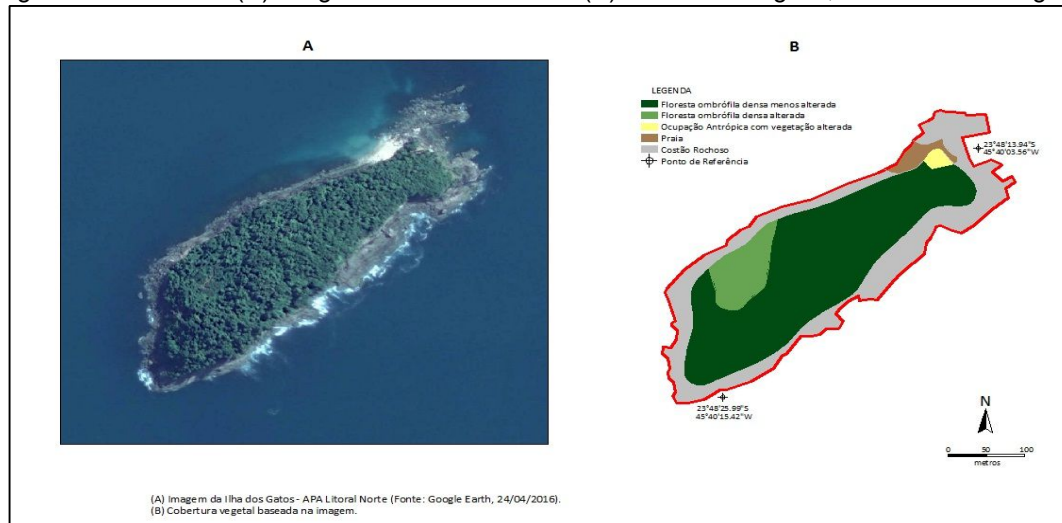 A
B
LEGENDA
Floresta ombrófila densa menos alterada
Floresta ombrófila densa alterada
Ocupação Antrópica com vegetação alterada
Praia
Costão Rochoso
Ponto de Referência
23°48'13.94"S
45°40'03.56"W
23°48'25.99"S
45°40'15.42"W
N
0 50 100
metros
(A) Imagem da Ilha dos Gatos - APA Litoral Norte (Fonte: Google Earth, 24/04/2016).
(B) Cobertura vegetal baseada na imagem.